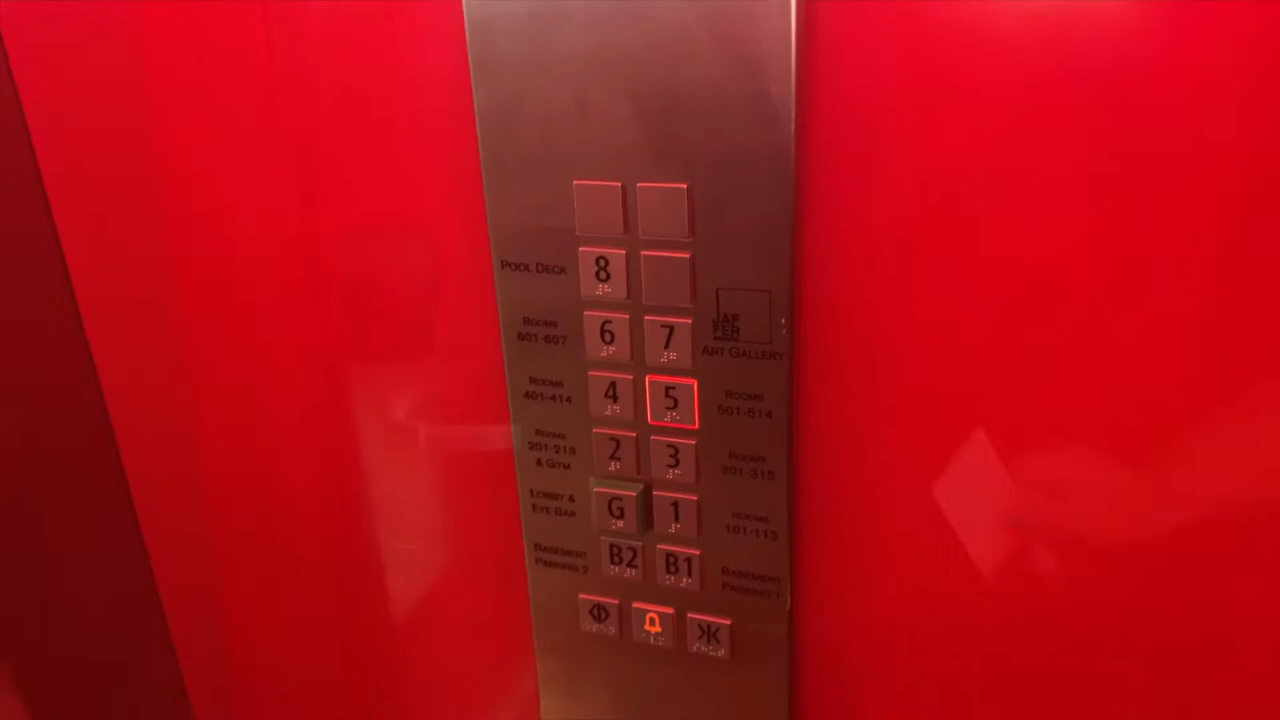 POOL DECK 8
JAF
FER
ROOMS
601-607
6 7
ART GALLERY
ROOMS
401-414
4 5
ROOMS
501-514
ROOMS
201-213
& GYM
2 3
ROOMS
301-315
LOBBY &
EYE BAR
G 1
ROOMS
101-113
BASEMENT
PARKING 2
B2 B1
BASEMENT
PARKING 1